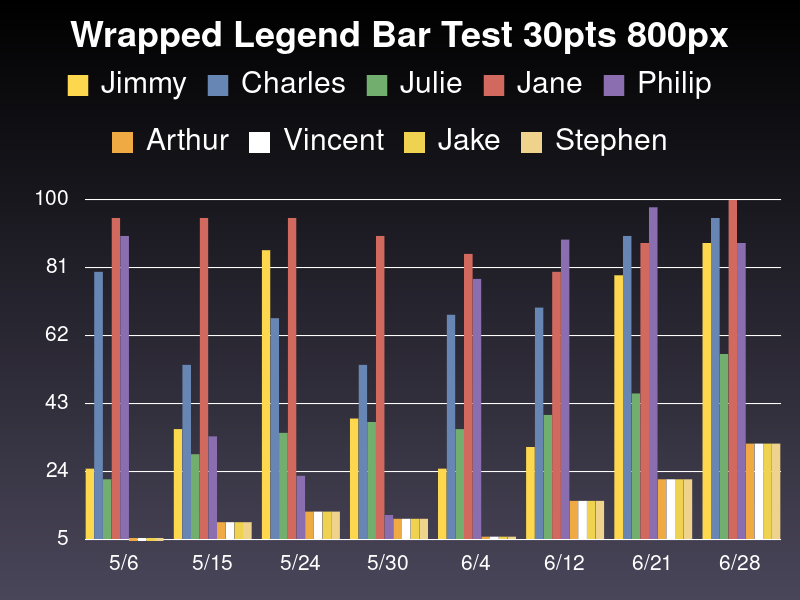 Wrapped Legend Bar Test 30pts 800px
Jimmy Charles Julie Jane Philip
Arthur Vincent Jake Stephen
100
81
62
43
24
5
5/6 5/15 5/24 5/30 6/4 6/12 6/21 6/28